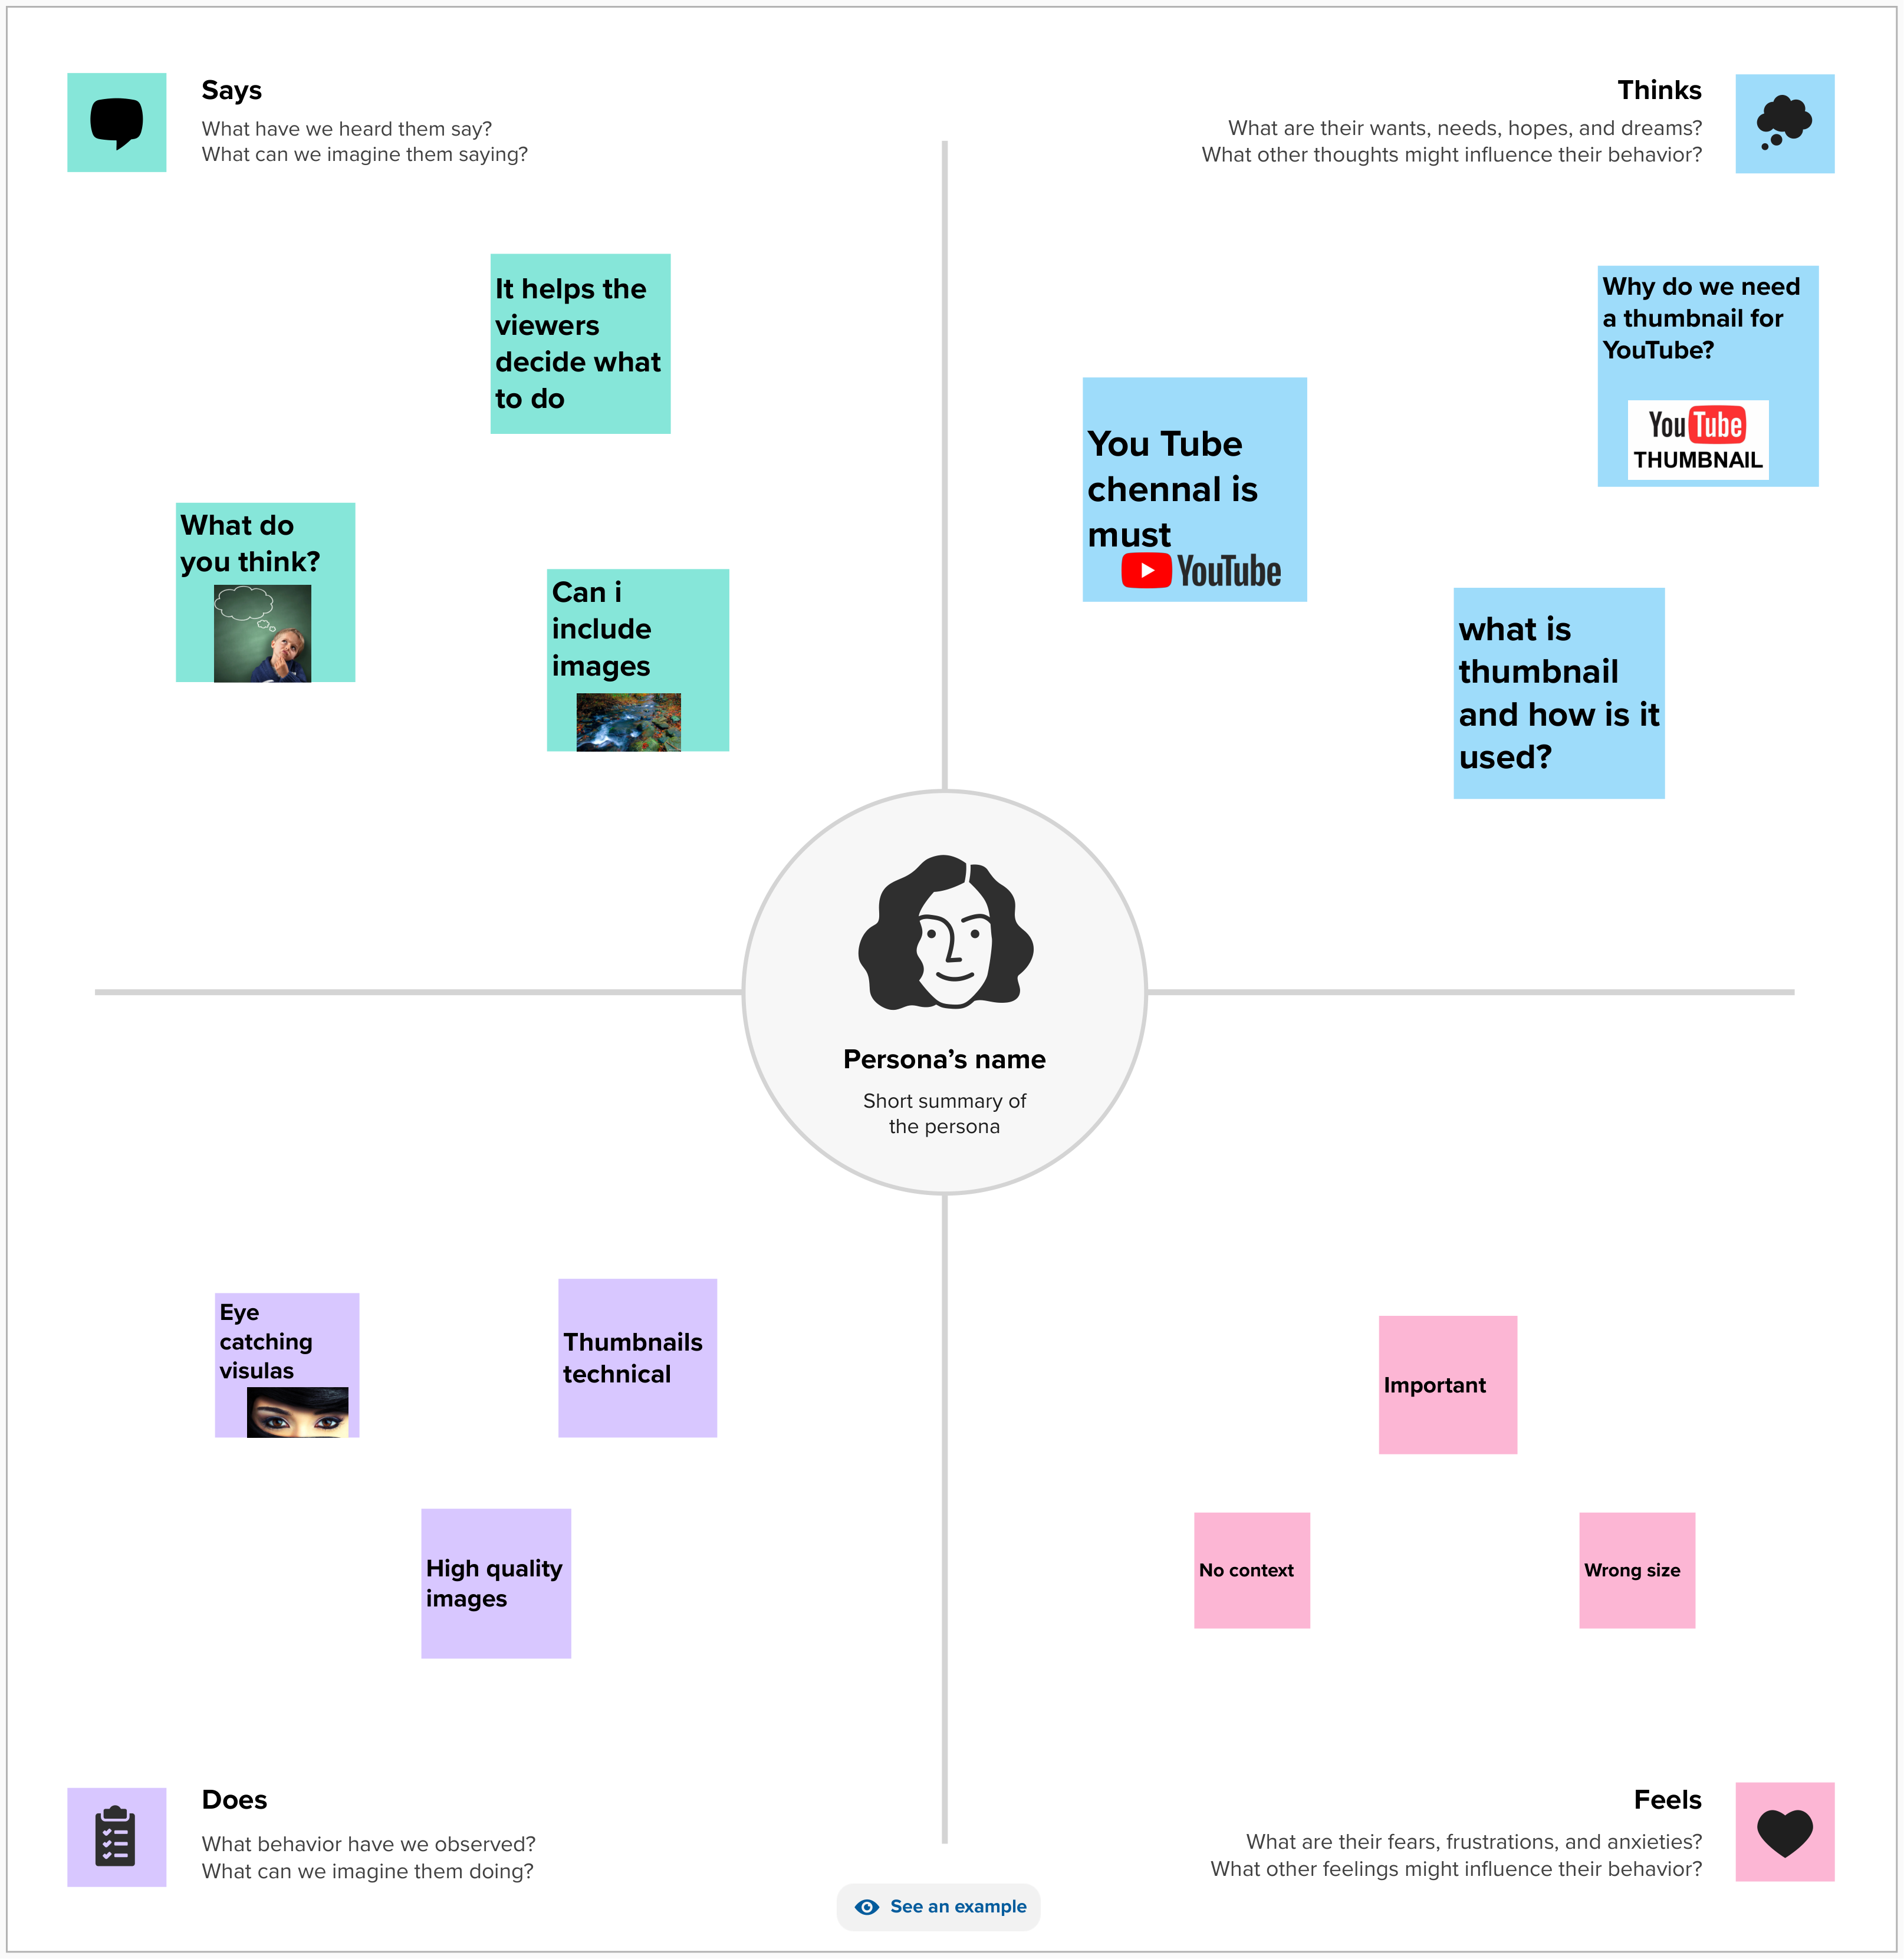 Says
What have we heard them say?
What can we imagine them saying?
Thinks
What are their wants, needs, hopes, and dreams?
What other thoughts might influence their behavior?
It helps the
viewers
decide what
to do
What do
you think?
Can i
include
images
You Tube
chennal is
must
YouTube
Why do we need
a thumbnail for
YouTube?
YouTube
THUMBNAIL
what is
thumbnail
and how is it
used?
Persona’s name
Short summary of
the persona
Eye
catching
visulas
Thumbnails
technical
High quality
images
Important
No context
Wrong size
Does
What behavior have we observed?
What can we imagine them doing?
Feels
What are their fears, frustrations, and anxieties?
What other feelings might influence their behavior?
See an example